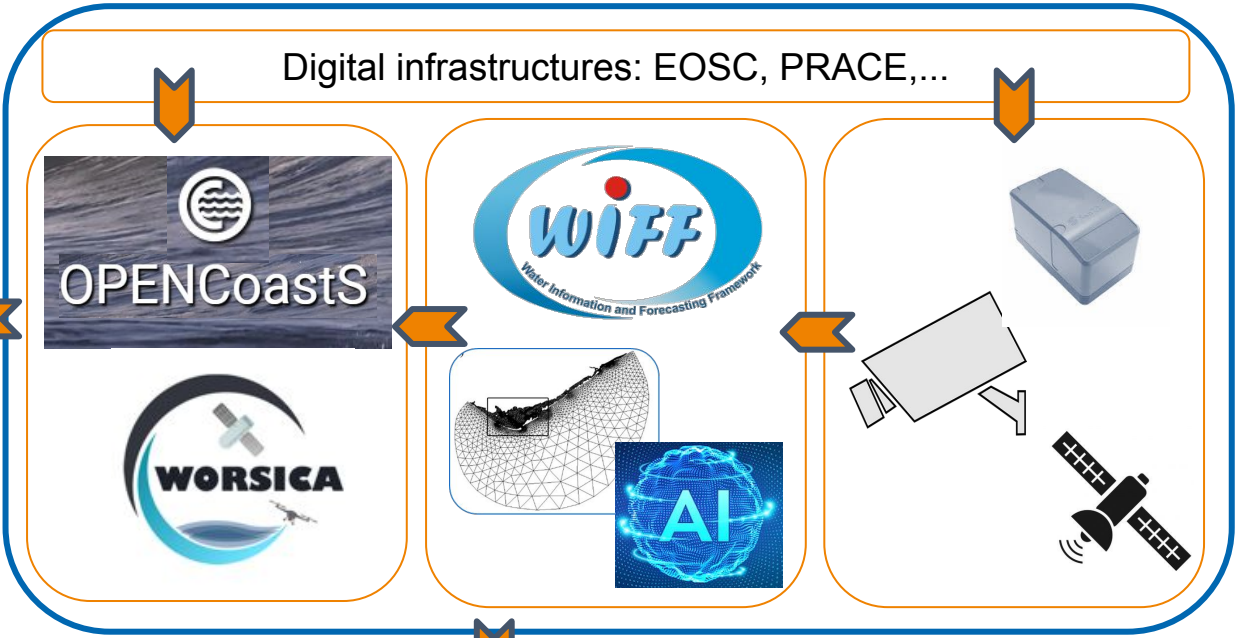 Digital infrastructures: EOSC, PRACE,...
OPENCoastS
WiFF
Water Information and Forecasting Framework
WORSICA
AI